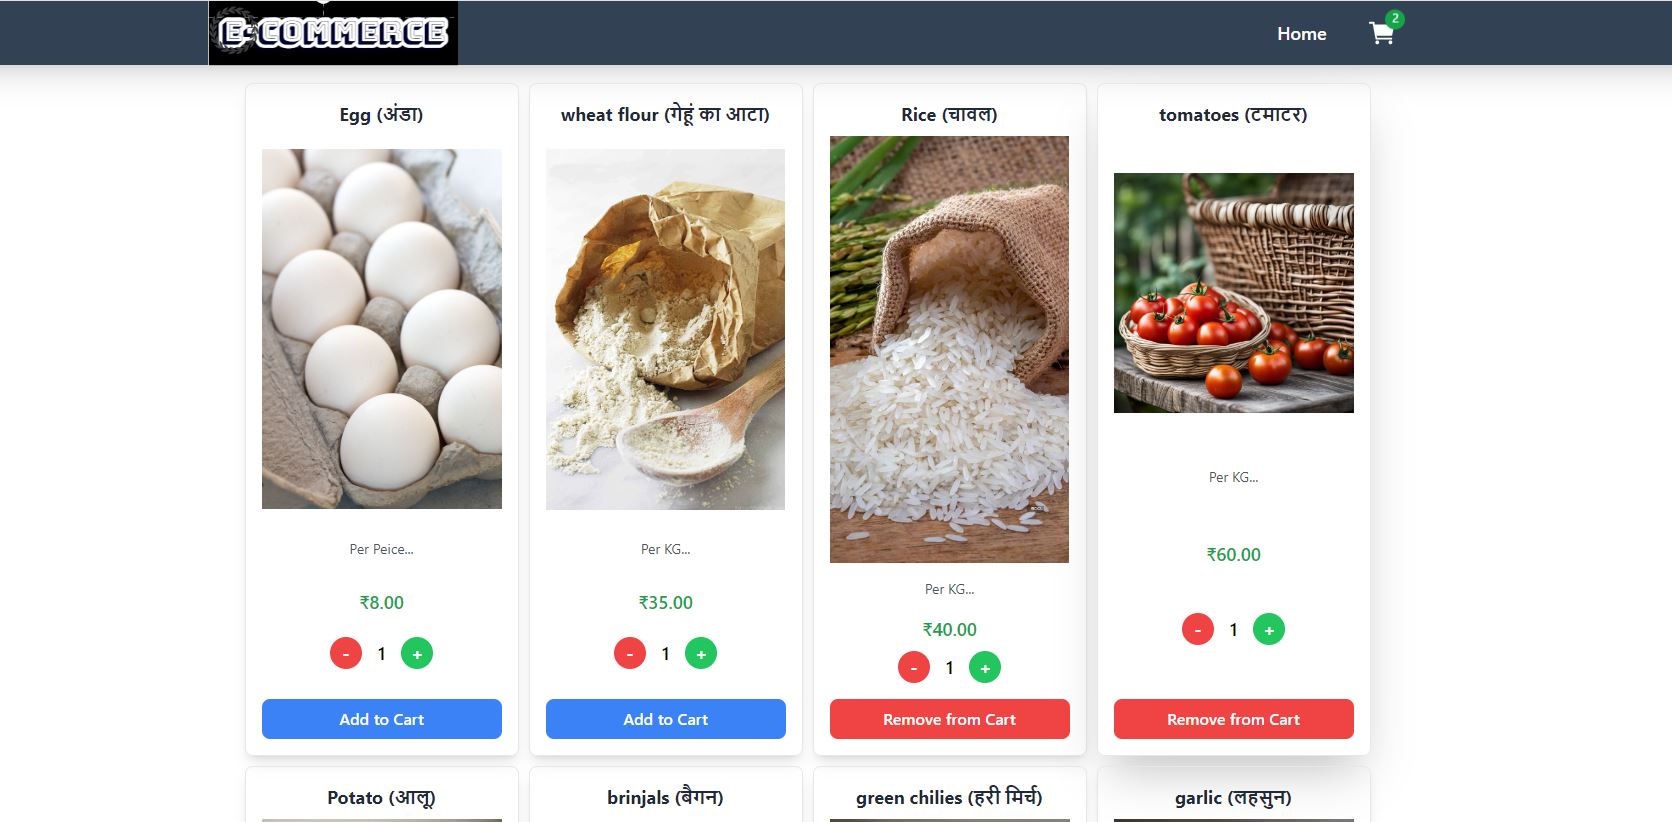 E-COMMERCE
Home
2
Egg (अंडा)
Per Peice...
₹8.00
- 1 +
Add to Cart
wheat flour (गेहूं का आटा)
Per KG...
₹35.00
- 1 +
Add to Cart
Rice (चावल)
Per KG...
₹40.00
- 1 +
Remove from Cart
tomatoes (टमाटर)
Per KG...
₹60.00
- 1 +
Remove from Cart
Potato (आलू)
brinjals (बैगन)
green chilies (हरी मिर्च)
garlic (लहसुन)